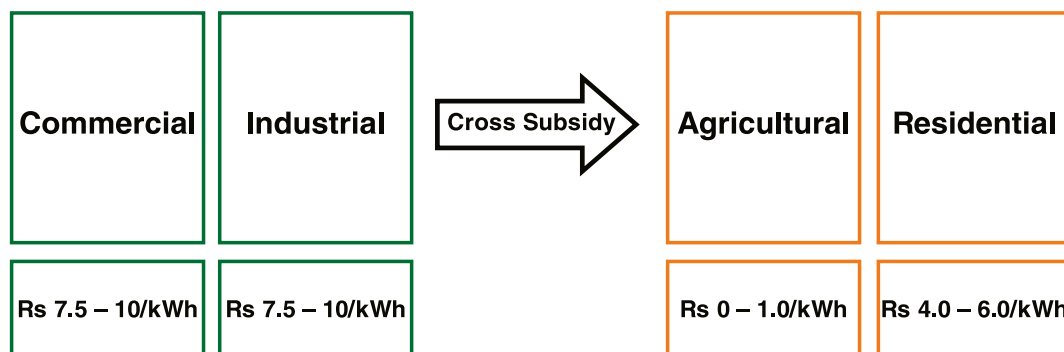 Commercial
Industrial
Cross Subsidy
Agricultural
Residential
Rs 7.5 – 10/kWh
Rs 7.5 – 10/kWh
Rs 0 – 1.0/kWh
Rs 4.0 – 6.0/kWh